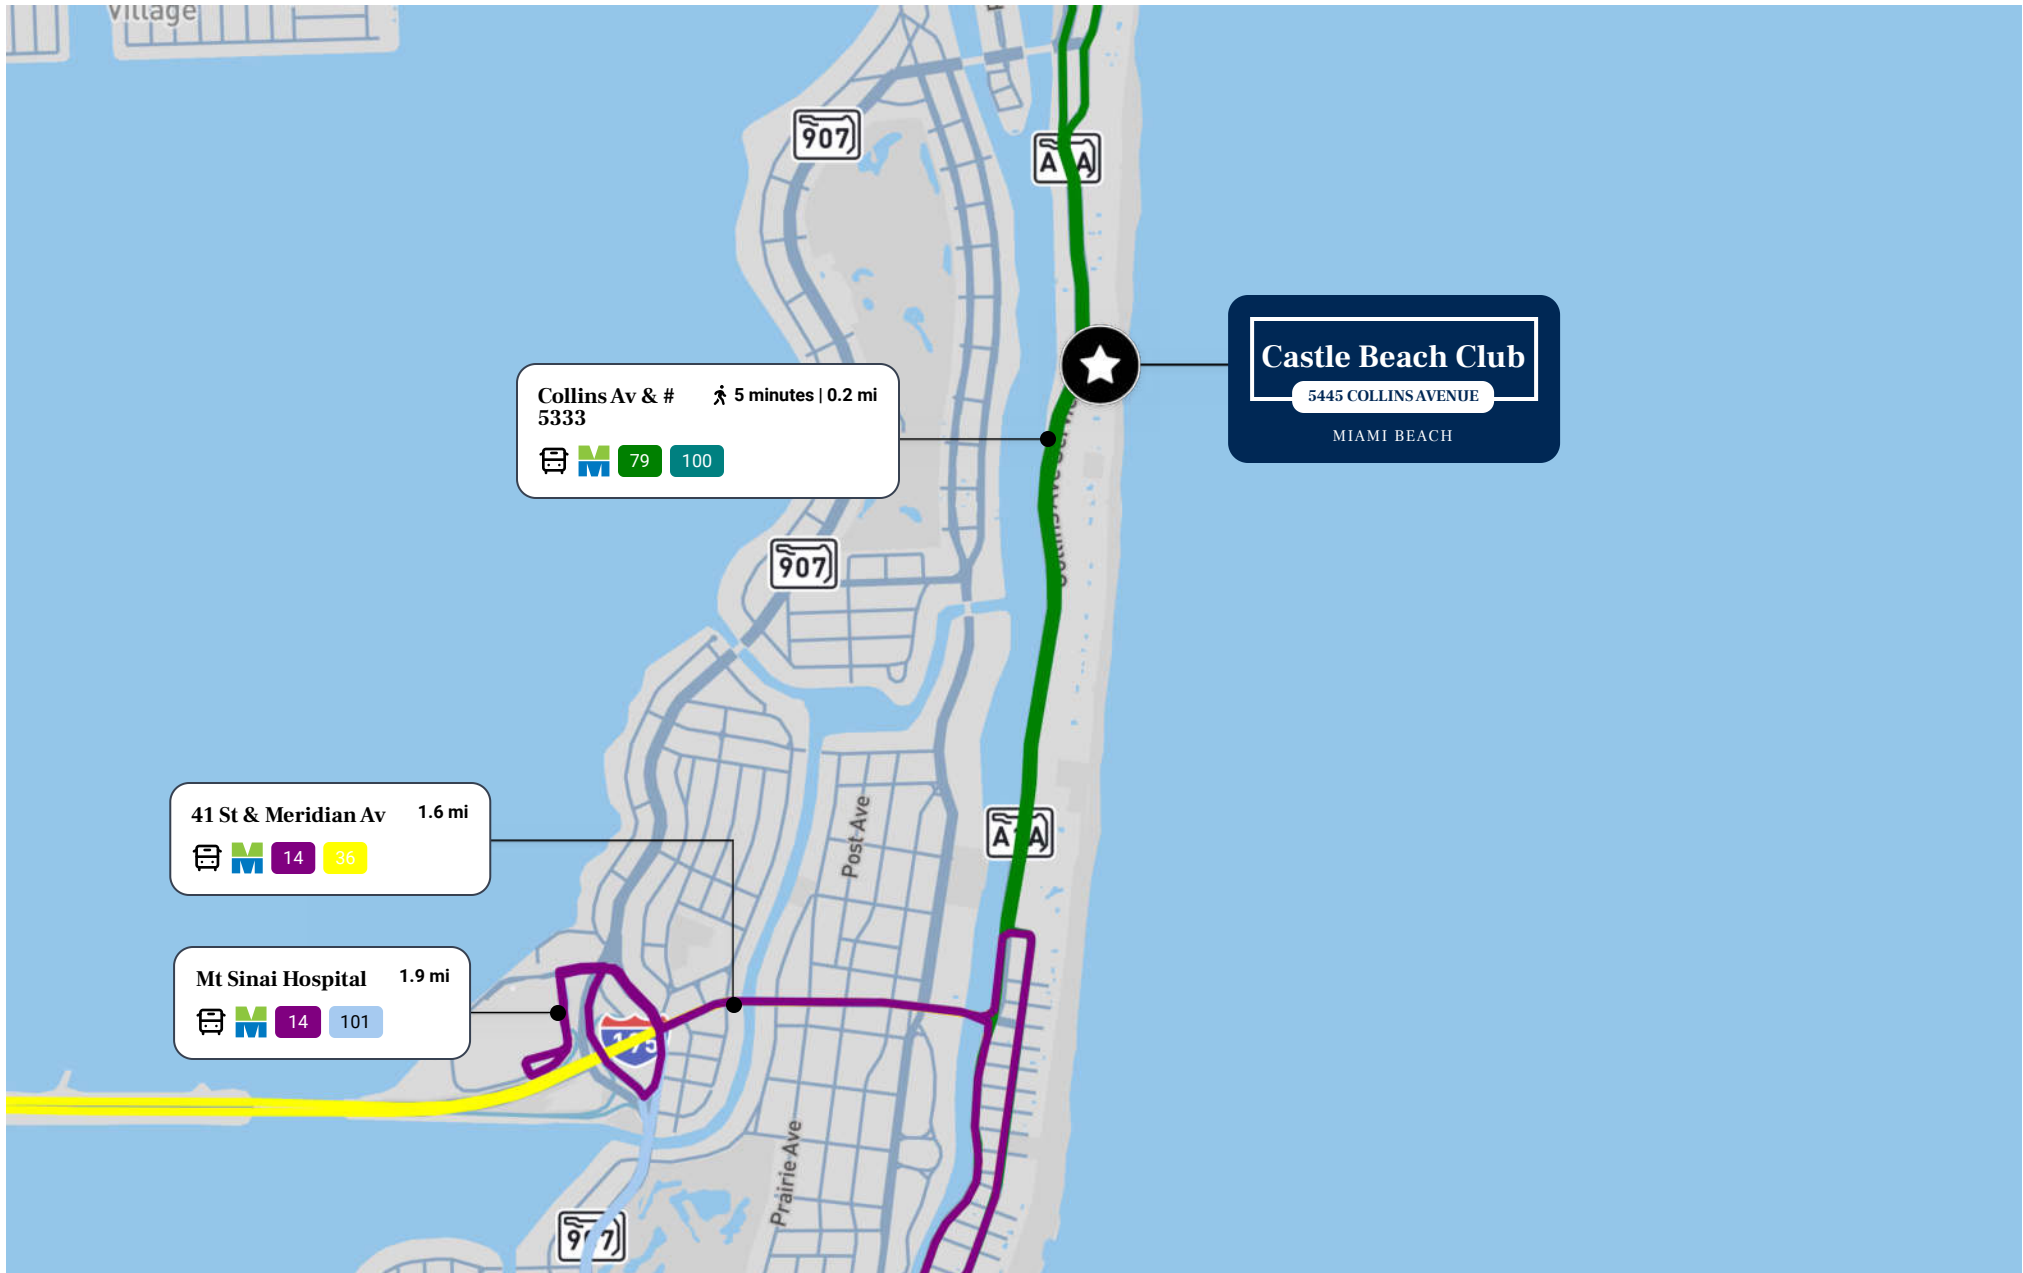 Village
907
A1A
Castle Beach Club
5445 COLLINS AVENUE
MIAMI BEACH
Collins Av & #
5333
5 minutes | 0.2 mi
79
100
907
41 St & Meridian Av
1.6 mi
14
36
Post Ave
A1A
Mt Sinai Hospital
1.9 mi
14
101
Prairie Ave
907